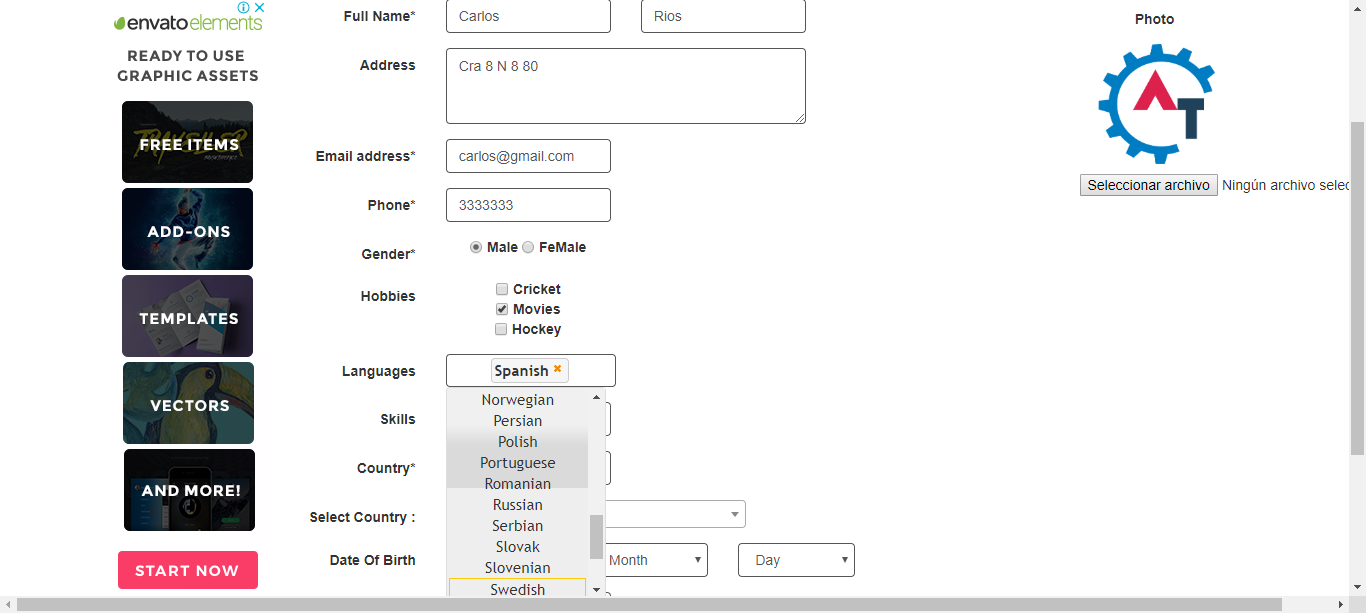 envato elements
READY TO USE
GRAPHIC ASSETS
FREE ITEMS
ADD-ONS
TEMPLATES
VECTORS
AND MORE!
START NOW
Full Name* Carlos Rios
Address Cra 8 N 8 80
Email address* carlos@gmail.com
Phone* 3333333
Gender* Male FeMale
Hobbies Cricket
Movies
Hockey
Languages Spanish
Norwegian
Persian
Skills
Polish
Portuguese
Country*
Romanian
Russian
Select Country :
Serbian
Slovak
Date Of Birth Month Day
Slovenian
Swedish
Photo
AT
Seleccionar archivo Ningún archivo selec